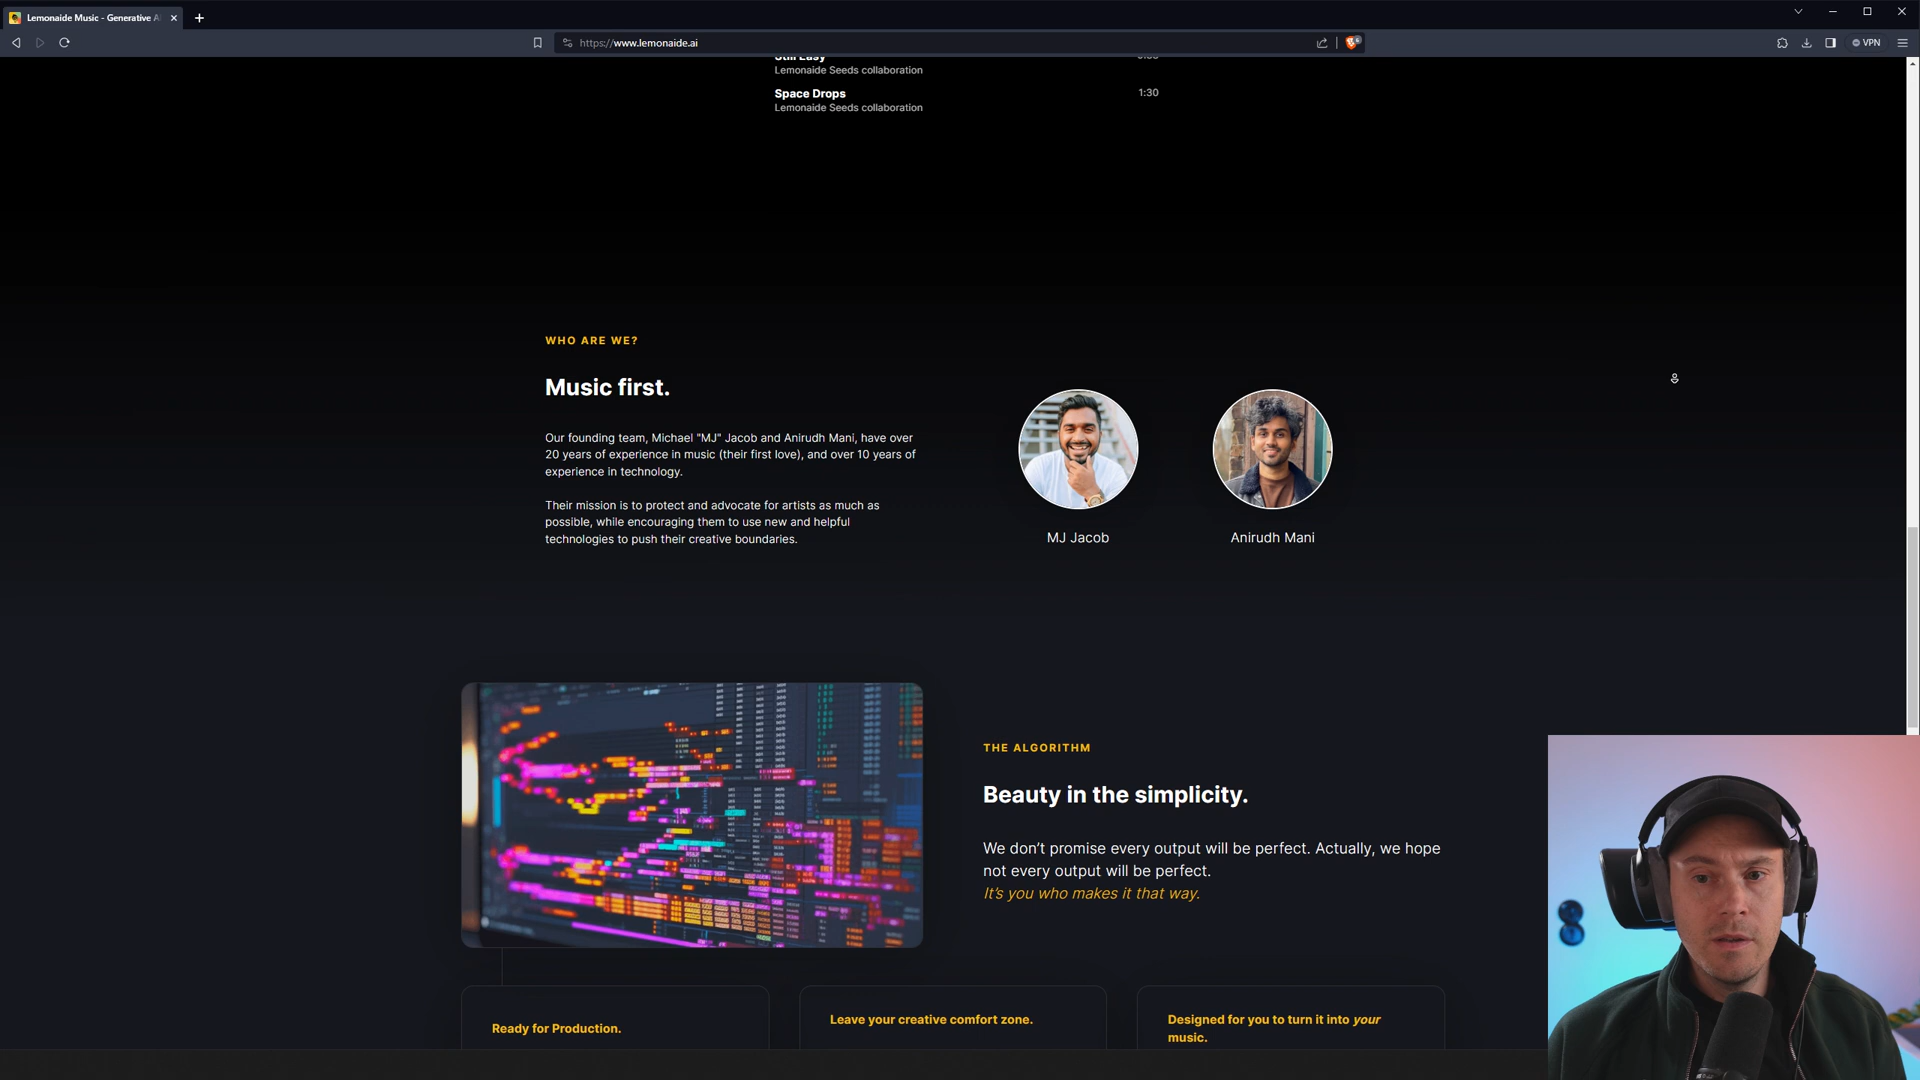 Lemonaide Music - Generative A
https://www.lemonaide.ai
VPN
Still Easy
Lemonaide Seeds collaboration
Space Drops
1:30
Lemonaide Seeds collaboration
WHO ARE WE?
Music first.
Our founding team, Michael "MJ" Jacob and Anirudh Mani, have over
20 years of experience in music (their first love), and over 10 years of
experience in technology.
Their mission is to protect and advocate for artists as much as
possible, while encouraging them to use new and helpful
technologies to push their creative boundaries.
MJ Jacob
Anirudh Mani
THE ALGORITHM
Beauty in the simplicity.
We don’t promise every output will be perfect. Actually, we hope
not every output will be perfect.
It’s you who makes it that way.
Ready for Production.
Leave your creative comfort zone.
Designed for you to turn it into your
music.